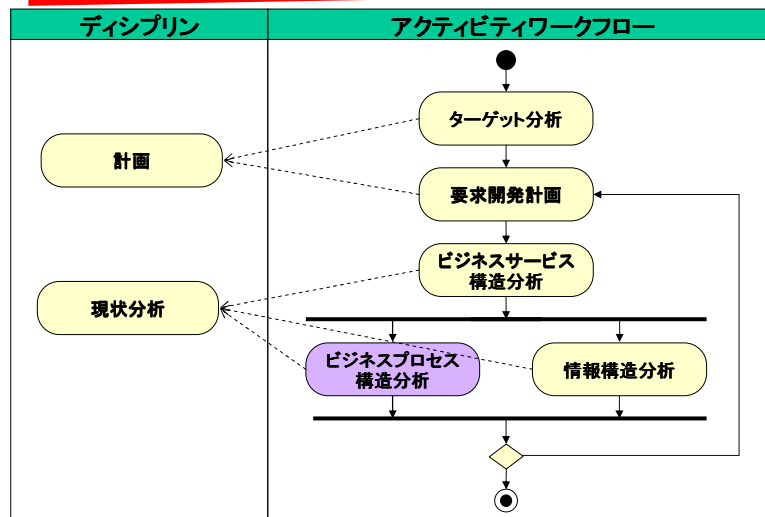 ディシプリン
アクティビティワークフロー
ターゲット分析
計画
要求開発計画
ビジネスサービス
構造分析
現状分析
ビジネスプロセス
構造分析
情報構造分析